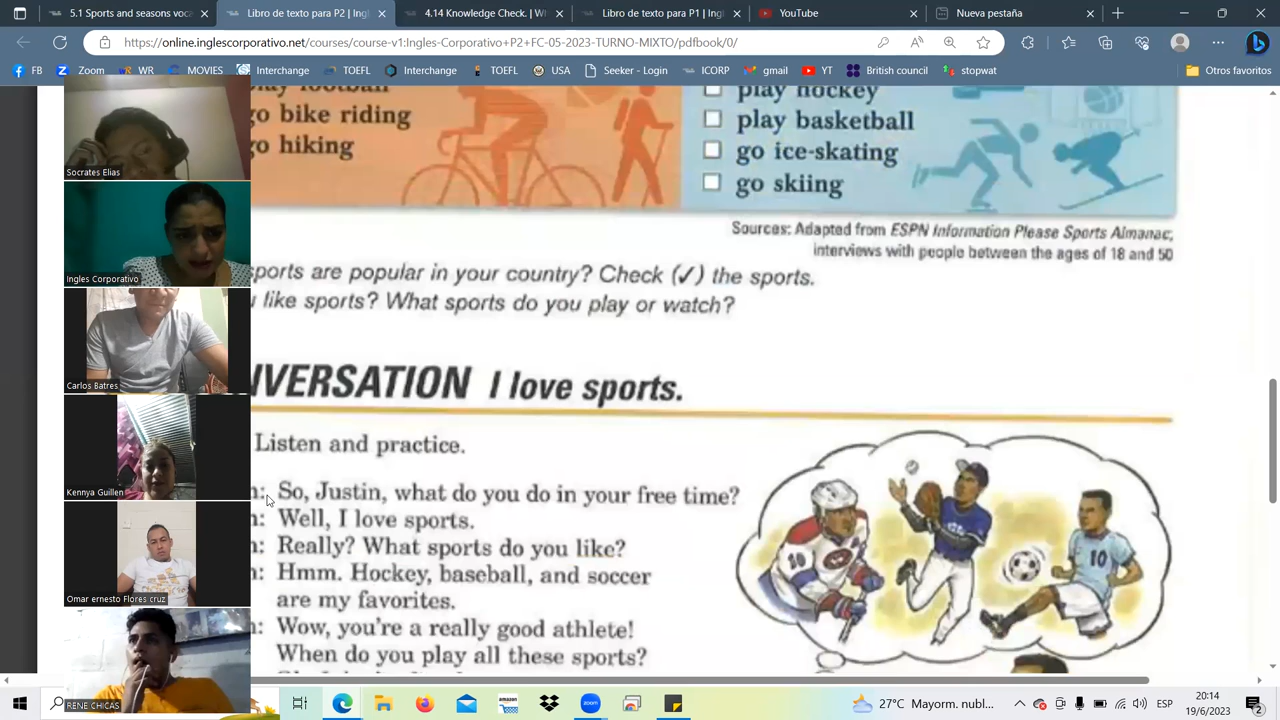 Socrates Elias
Ingles Corporativo
Carlos Batres
Kennya Guillen
Omar ernesto Flores cruz
RENE CHICAS
Libro de texto para P2 | Ingl
4.14 Knowledge Check. | W
Libro de texto para P1 | Ingl
YouTube
Nueva pestaña
https://online.inglescorporativo.net/courses/course-v1:Ingles-Corporativo+P2+FC-05-2023-TURNO-MIXTO/pdfbook/0/
FB
Zoom
WR
MOVIES
Interchange
TOEFL
Interchange
TOEFL
USA
Seeker - Login
ICORP
gmail
YT
British council
stopwat
Otros favoritos
play football
go bike riding
go hiking
play hockey
play basketball
go ice-skating
go skiing
Sources: Adapted from ESPN Information Please Sports Almanac;
interviews with people between the ages of 18 and 50
sports are popular in your country? Check (✓) the sports.
u like sports? What sports do you play or watch?
NVERSATION I love sports.
Listen and practice.
n: So, Justin, what do you do in your free time?
n: Well, I love sports.
n: Really? What sports do you like?
n: Hmm. Hockey, baseball, and soccer
are my favorites.
n: Wow, you're a really good athlete!
When do you play all these sports?
10
10
27°C Mayorm. nubl...
ESP
20:14
19/6/2023
2